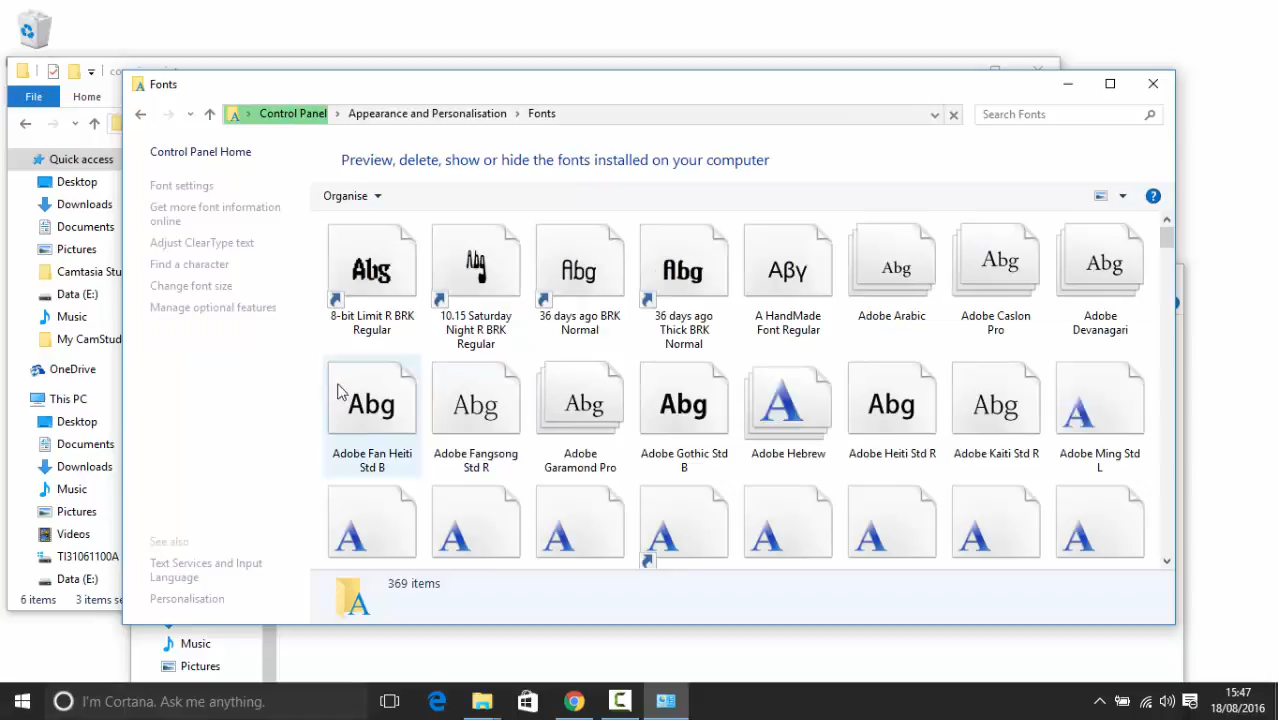 co
File
Home
Quick access
Desktop
Downloads
Documents
Pictures
Camtasia Stu
Data (E:)
Music
My CamStud
OneDrive
This PC
Desktop
Documents
Downloads
Music
Pictures
Videos
TI31061100A
Data (E:)
6 items
3 items se
Fonts
Control Panel
Appearance and Personalisation
Fonts
Search Fonts
Control Panel Home
Font settings
Get more font information
online
Adjust ClearType text
Find a character
Change font size
Manage optional features
See also
Text Services and Input
Language
Personalisation
Preview, delete, show or hide the fonts installed on your computer
Organise
?
Abg
Abg
Abg
Abg
Αβγ
Abg
Abg
Abg
8-bit Limit R BRK
Regular
10.15 Saturday
Night R BRK
Regular
36 days ago BRK
Normal
36 days ago
Thick BRK
Normal
A HandMade
Font Regular
Adobe Arabic
Adobe Caslon
Pro
Adobe
Devanagari
Abg
Abg
Abg
Abg
A
Abg
Abg
A
Adobe Fan Heiti
Std B
Adobe Fangsong
Std R
Adobe
Garamond Pro
Adobe Gothic Std
B
Adobe Hebrew
Adobe Heiti Std R
Adobe Kaiti Std R
Adobe Ming Std
L
A
A
A
A
A
A
A
A
A
369 items
Music
Pictures
I'm Cortana. Ask me anything.
15:47
18/08/2016